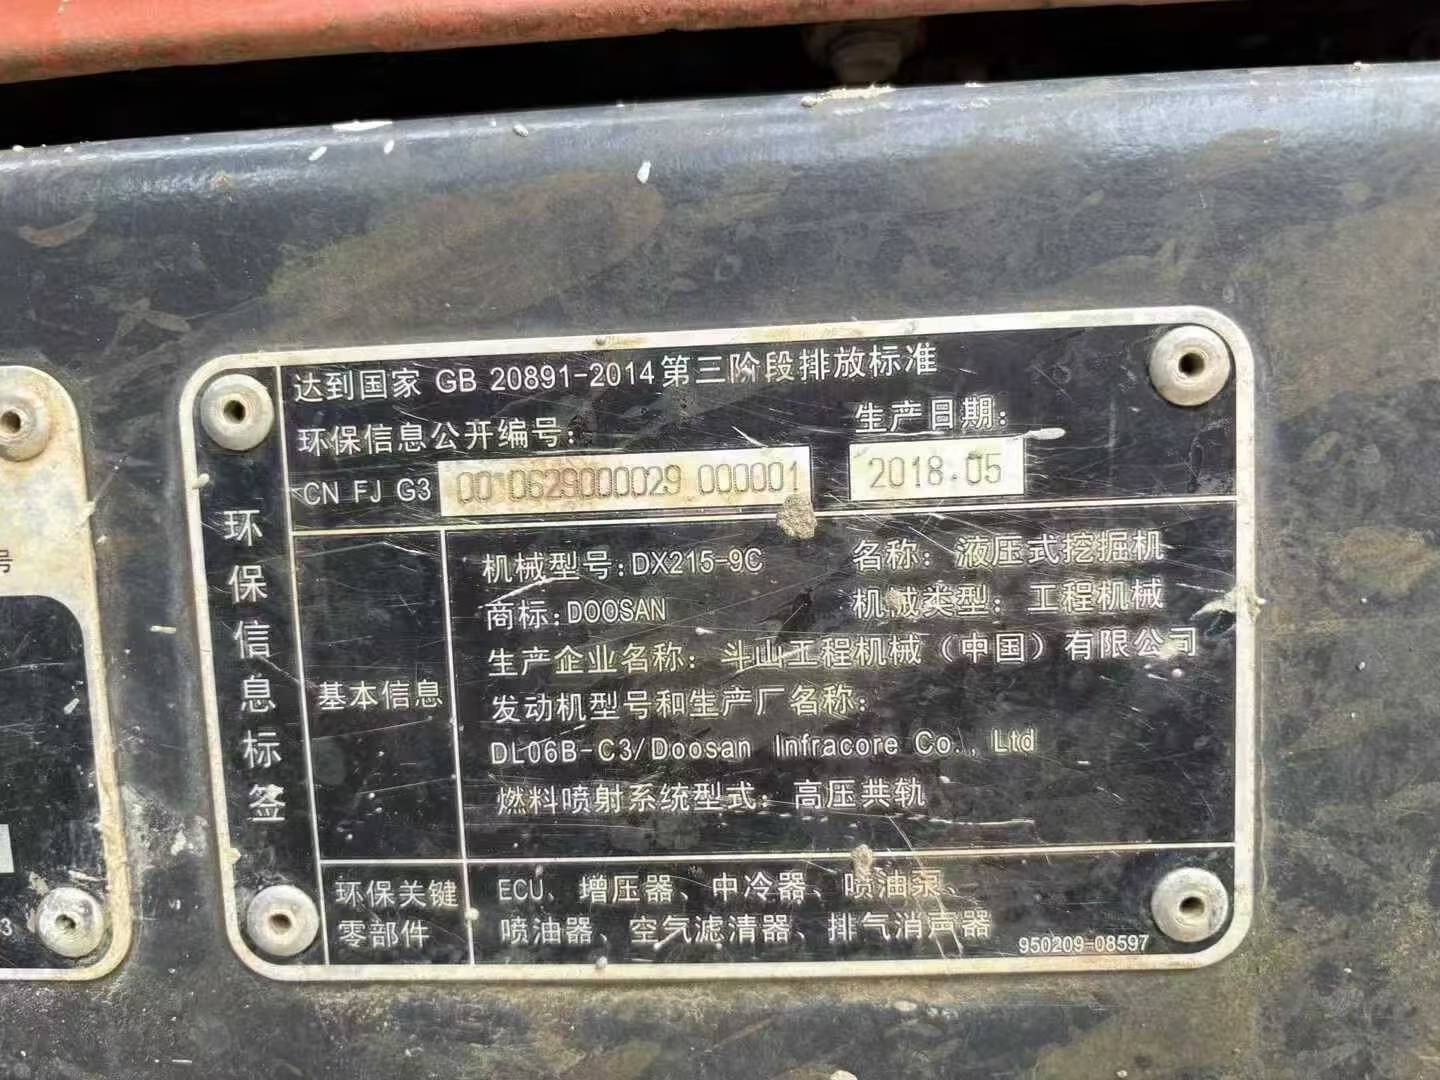 达到国家 GB 20891-2014第三阶段排放标准
环保信息公开编号:
生产日期:
CN FJ G3 00 0629000029 000001
2018.05
环保信息标签
基本信息
机械型号:DX215-9C 名称: 液压式挖掘机
商标:DOOSAN 机械类型: 工程机械
生产企业名称: 斗山工程机械(中国)有限公司
发动机型号和生产厂名称:
DL06B-C3/Doosan Infracore Co., Ltd
燃料喷射系统型式: 高压共轨
环保关键
零部件
ECU、增压器、中冷器、喷油泵、
喷油器、空气滤清器、排气消声器
950209-08597
号